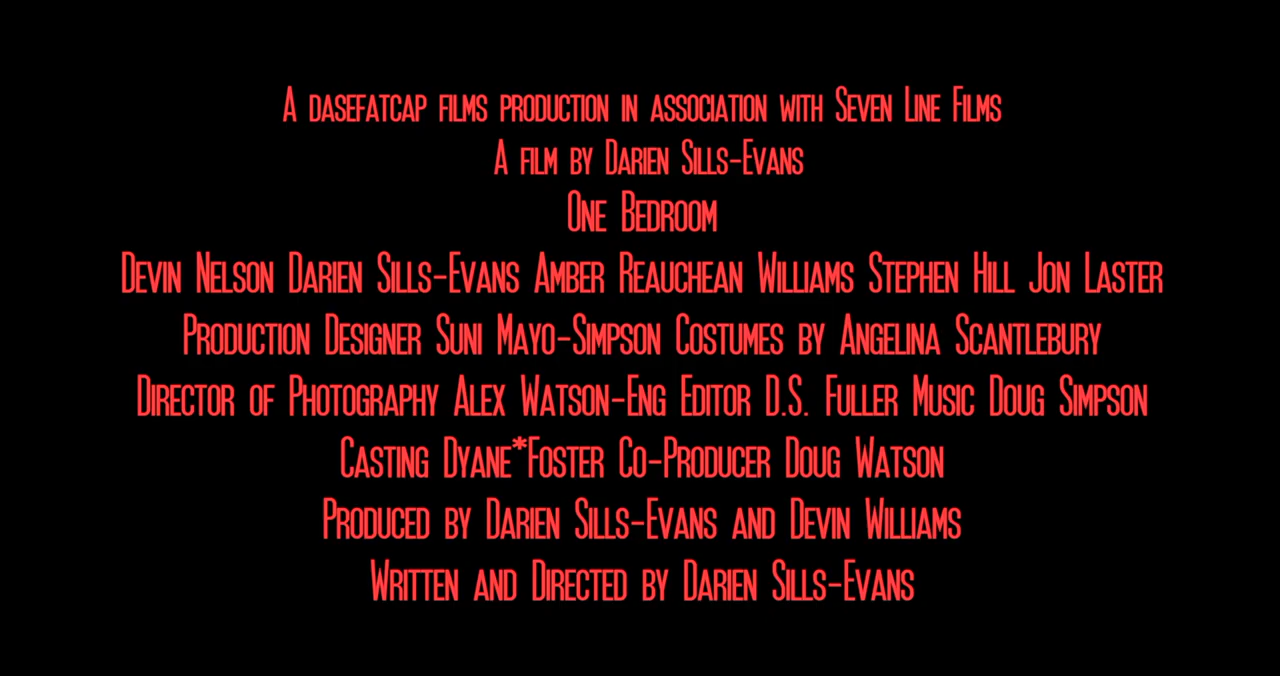 A dasefatcap films production in association with Seven Line Films
A film by Darien Sills-Evans
One Bedroom
Devin Nelson Darien Sills-Evans Amber Reauchean Williams Stephen Hill Jon Laster
Production Designer Suni Mayo-Simpson Costumes by Angelina Scantlebury
Director of Photography Alex Watson-Eng Editor D.S. Fuller Music Doug Simpson
Casting Dyane*Foster Co-Producer Doug Watson
Produced by Darien Sills-Evans and Devin Williams
Written and Directed by Darien Sills-Evans